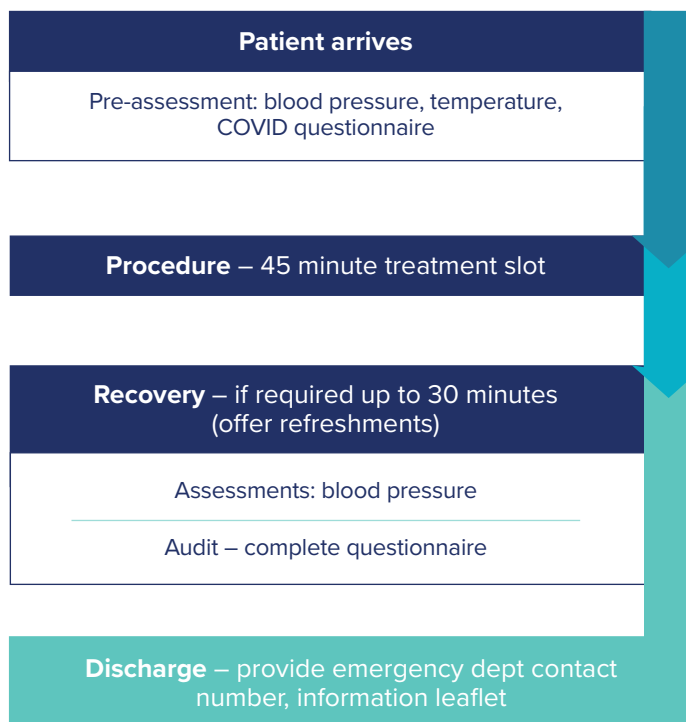 Patient arrives
Pre-assessment: blood pressure, temperature,
COVID questionnaire
Procedure – 45 minute treatment slot
Recovery – if required up to 30 minutes
(offer refreshments)
Assessments: blood pressure
Audit – complete questionnaire
Discharge – provide emergency dept contact
number, information leaflet